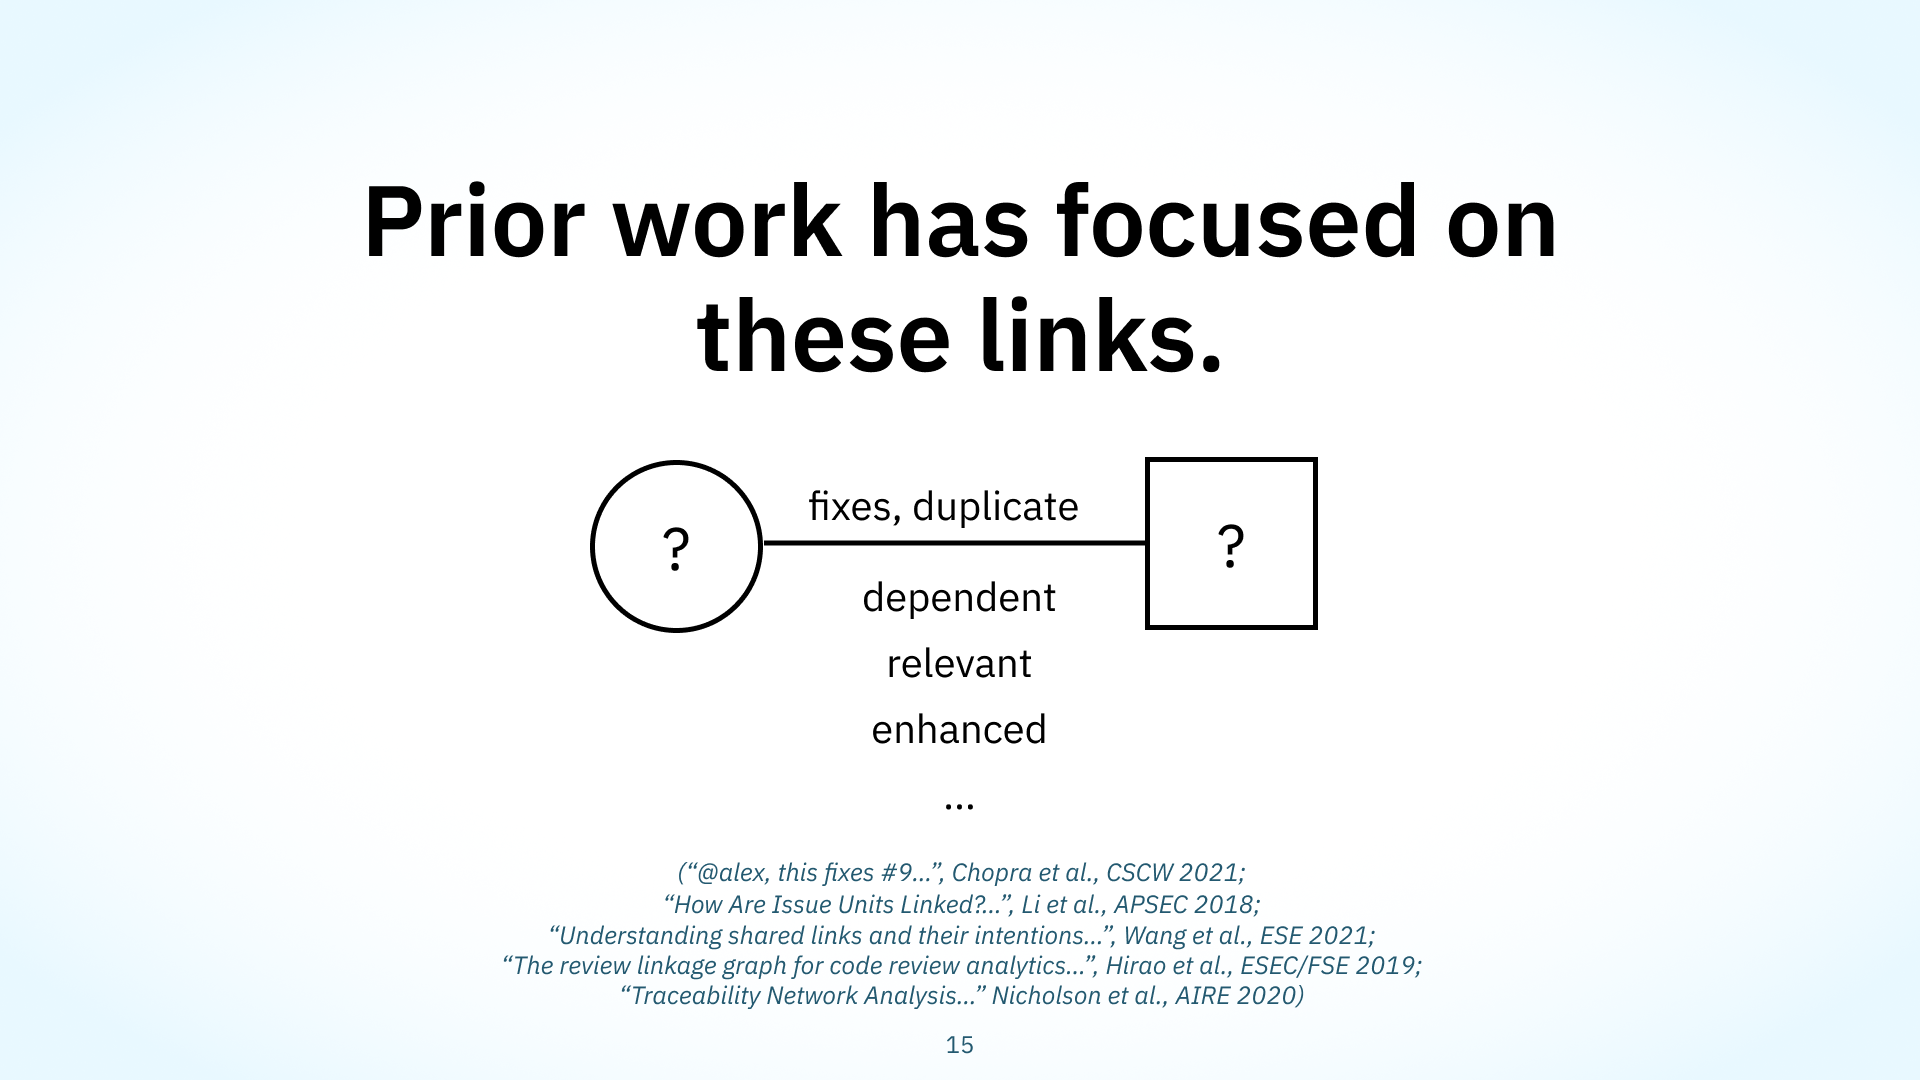 Prior work has focused on
these links.
?
fixes, duplicate
?
dependent
relevant
enhanced
...
(“@alex, this fixes #9...”, Chopra et al., CSCW 2021;
“How Are Issue Units Linked?...”, Li et al., APSEC 2018;
“Understanding shared links and their intentions...”, Wang et al., ESE 2021;
“The review linkage graph for code review analytics...”, Hirao et al., ESEC/FSE 2019;
“Traceability Network Analysis...” Nicholson et al., AIRE 2020)
15